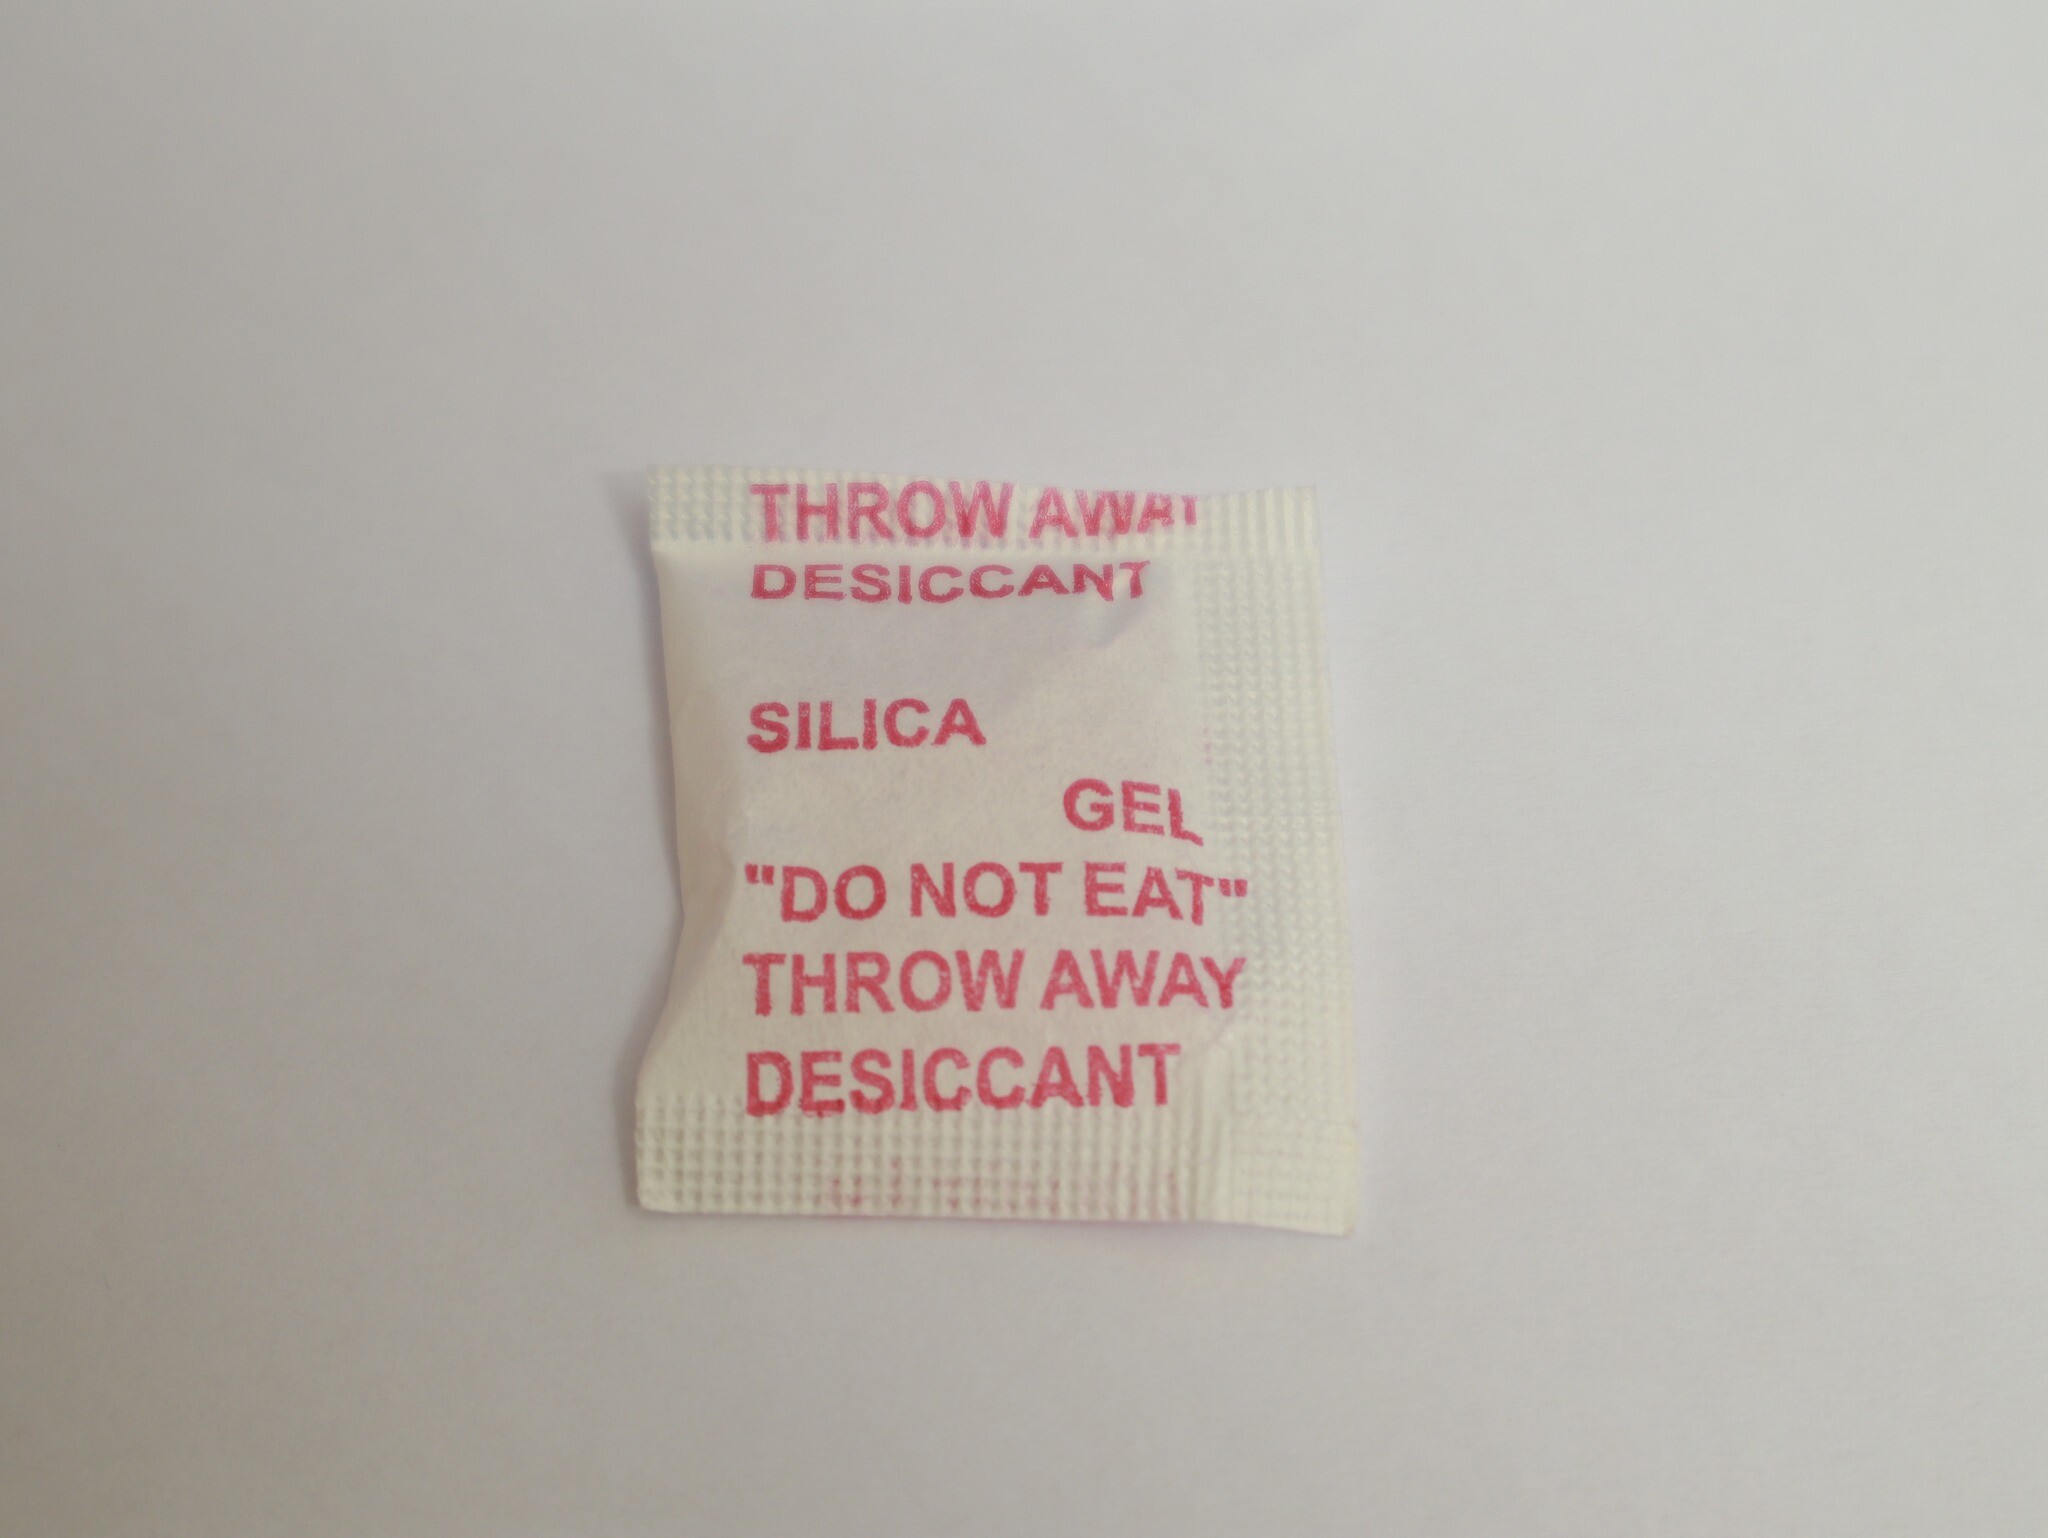 THROW AWAY
DESICCANT
SILICA
GEL
"DO NOT EAT"
THROW AWAY
DESICCANT